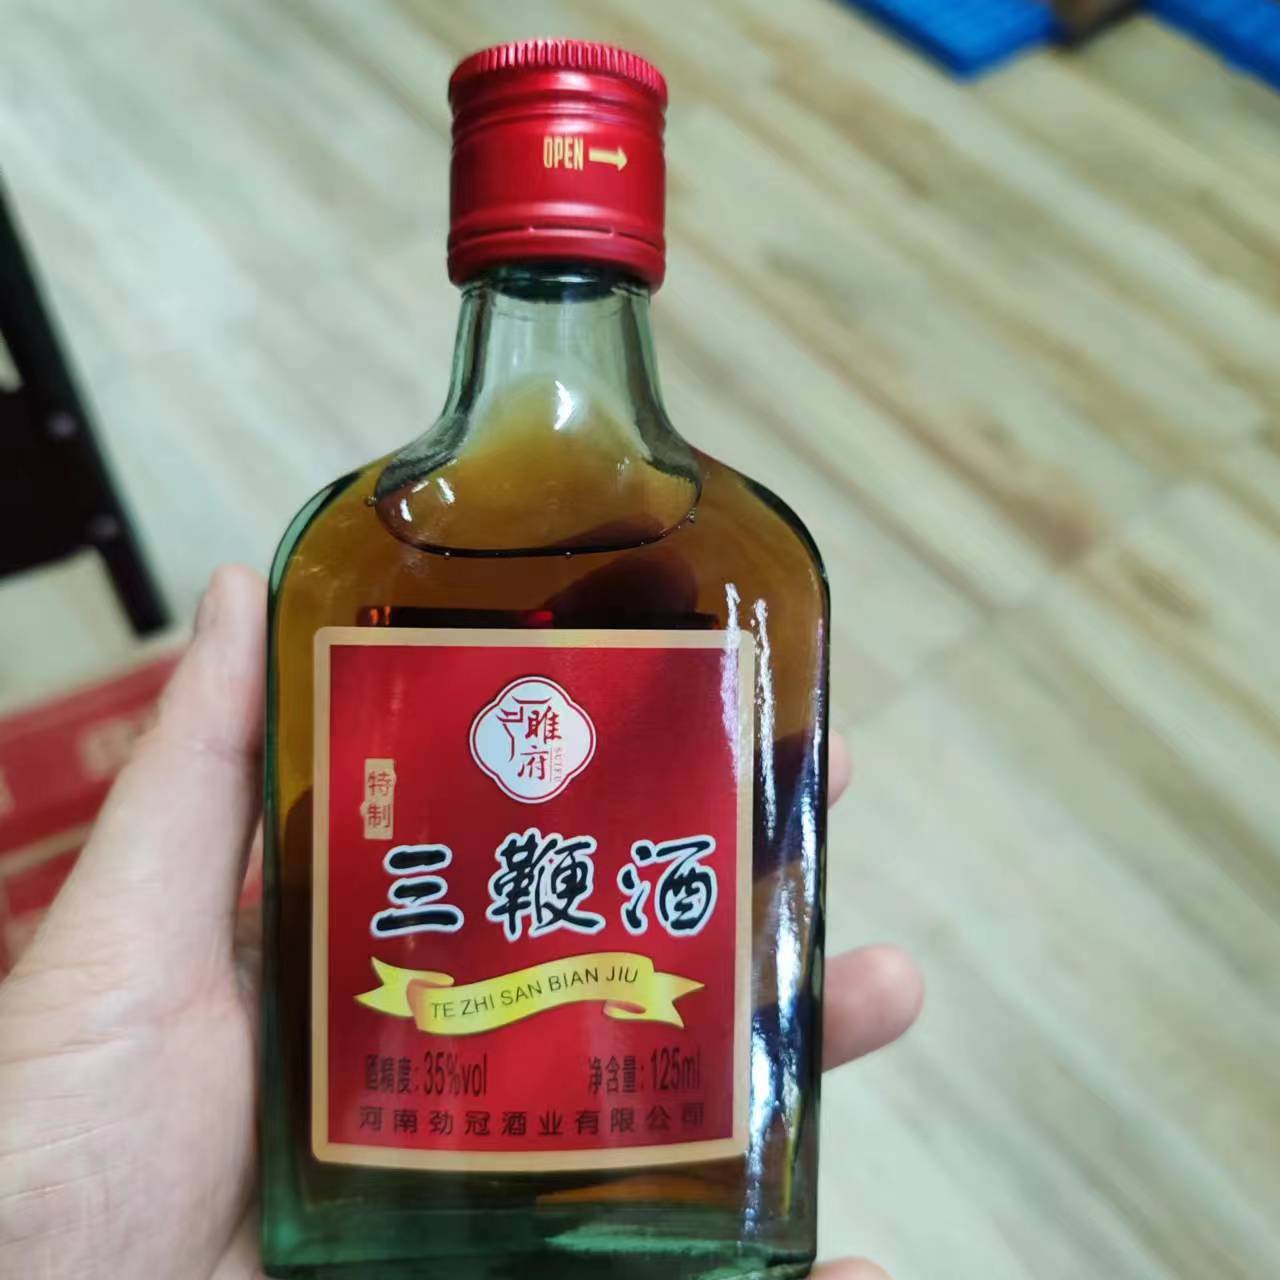 OPEN
睢府
SUIFU
特制
三鞭酒
TE ZHI SAN BIAN JIU
酒精度:35%vol 净含量:125ml
河南劲冠酒业有限公司